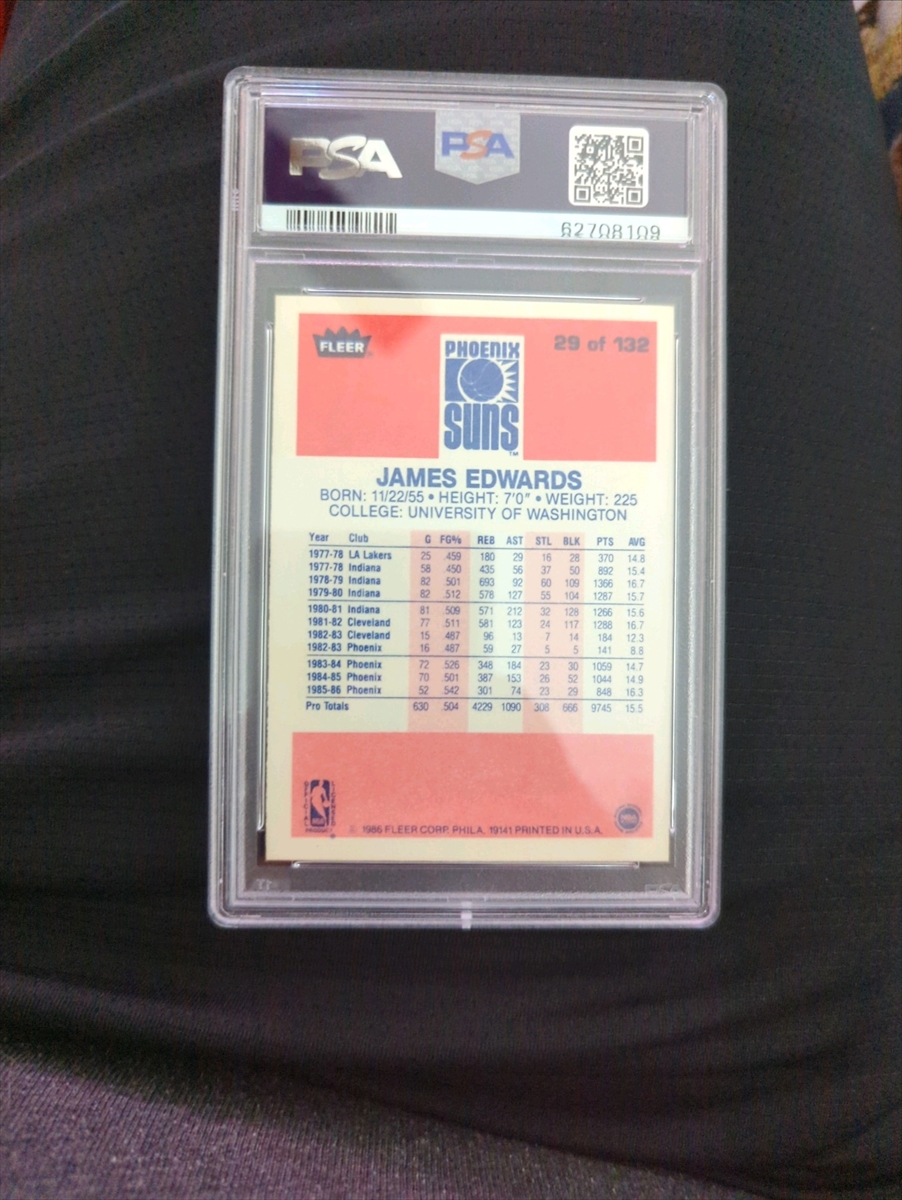 PSA PSA
62708109
FLEER
29 of 132
PHOENIX
SUNS
TM
JAMES EDWARDS
BORN: 11/22/55 • HEIGHT: 7'0" • WEIGHT: 225
COLLEGE: UNIVERSITY OF WASHINGTON
Year Club G FG% REB AST STL BLK PTS AVG
1977-78 LA Lakers 25 .459 180 29 16 28 370 14.8
1977-78 Indiana 58 .450 435 56 37 50 892 15.4
1978-79 Indiana 82 .501 693 92 60 109 1366 16.7
1979-80 Indiana 82 .512 578 127 55 104 1287 15.7
1980-81 Indiana 81 .509 571 212 32 128 1266 15.6
1981-82 Cleveland 77 .511 581 123 24 117 1288 16.7
1982-83 Cleveland 15 .487 96 13 7 14 184 12.3
1982-83 Phoenix 16 .487 59 27 5 5 141 8.8
1983-84 Phoenix 72 .526 348 184 23 30 1059 14.7
1984-85 Phoenix 70 .501 387 153 26 52 1044 14.9
1985-86 Phoenix 52 .542 301 74 23 29 848 16.3
Pro Totals 630 .504 4229 1090 308 666 9745 15.5
© 1986 FLEER CORP. PHILA. 19141 PRINTED IN U.S.A.